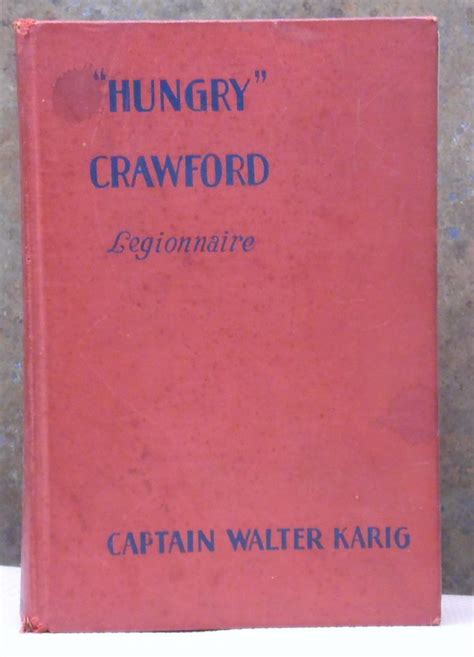 "HUNGRY"
CRAWFORD
Legionnaire
CAPTAIN WALTER KARIG